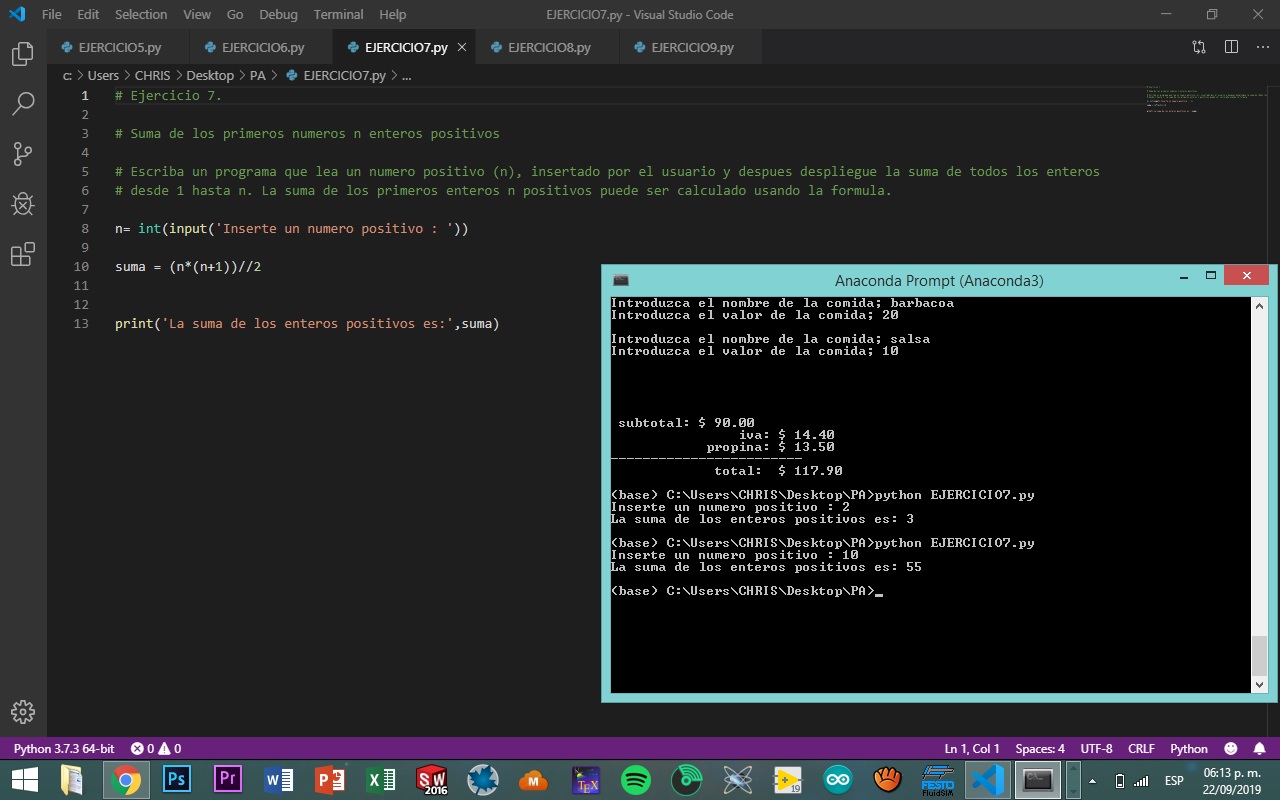 File Edit Selection View Go Debug Terminal Help EJERCICIO7.py - Visual Studio Code
EJERCICIO5.py EJERCICIO6.py EJERCICIO7.py EJERCICIO8.py EJERCICIO9.py
c: > Users > CHRIS > Desktop > PA > EJERCICIO7.py > ...
1 # Ejercicio 7.
2
3 # Suma de los primeros numeros n enteros positivos
4
5 # Escriba un programa que lea un numero positivo (n), insertado por el usuario y despues despliegue la suma de todos los enteros
6 # desde 1 hasta n. La suma de los primeros enteros n positivos puede ser calculado usando la formula.
7
8 n= int(input('Inserte un numero positivo : '))
9
10 suma = (n*(n+1))//2
11
12
13 print('La suma de los enteros positivos es:',suma)
Anaconda Prompt (Anaconda3)
Introduzca el nombre de la comida; barbacoa
Introduzca el valor de la comida; 20
Introduzca el nombre de la comida; salsa
Introduzca el valor de la comida; 10
subtotal: $ 90.00
iva: $ 14.40
propina: $ 13.50
------------------------
total: $ 117.90
(base) C:\Users\CHRIS\Desktop\PA>python EJERCICIO7.py
Inserte un numero positivo : 2
La suma de los enteros positivos es: 3
(base) C:\Users\CHRIS\Desktop\PA>python EJERCICIO7.py
Inserte un numero positivo : 10
La suma de los enteros positivos es: 55
(base) C:\Users\CHRIS\Desktop\PA>_
Python 3.7.3 64-bit 0 0 Ln 1, Col 1 Spaces: 4 UTF-8 CRLF Python
Ps Pr W P X SW 2016 M TEX 19 FESTO FluidSIM ESP 06:13 p. m.
22/09/2019